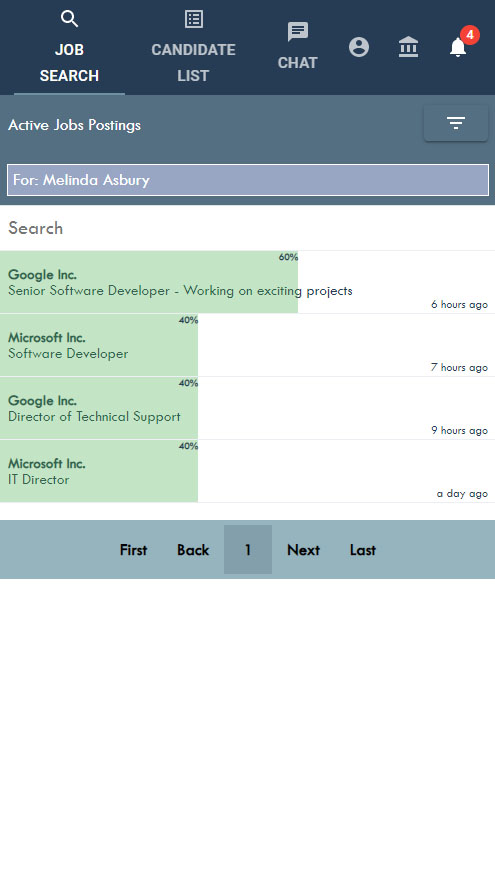 JOB SEARCH
CANDIDATE LIST
CHAT
4
Active Jobs Postings
For: Melinda Asbury
Search
60%
Google Inc.
Senior Software Developer - Working on exciting projects
6 hours ago
40%
Microsoft Inc.
Software Developer
7 hours ago
40%
Google Inc.
Director of Technical Support
9 hours ago
40%
Microsoft Inc.
IT Director
a day ago
First Back 1 Next Last